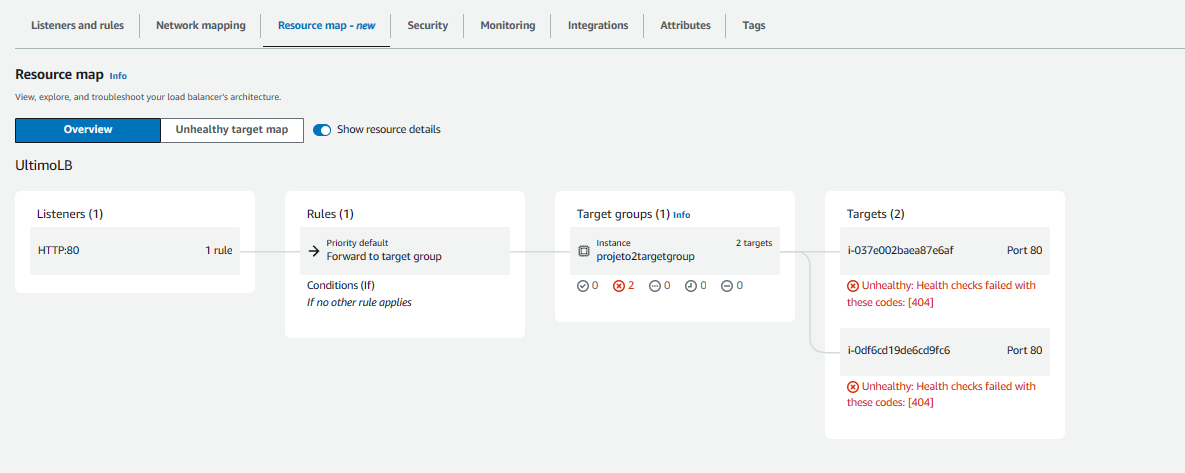 Listeners and rules
Network mapping
Resource map - new
Security
Monitoring
Integrations
Attributes
Tags
Resource map Info
View, explore, and troubleshoot your load balancer's architecture.
Overview
Unhealthy target map
Show resource details
UltimoLB
Listeners (1)
HTTP:80
1 rule
Rules (1)
Priority default
Forward to target group
Conditions (If)
If no other rule applies
Target groups (1) Info
Instance
2 targets
projeto2targetgroup
0
2
0
0
0
Targets (2)
i-037e002baea87e6af
Port 80
Unhealthy: Health checks failed with
these codes: [404]
i-0df6cd19de6cd9fc6
Port 80
Unhealthy: Health checks failed with
these codes: [404]